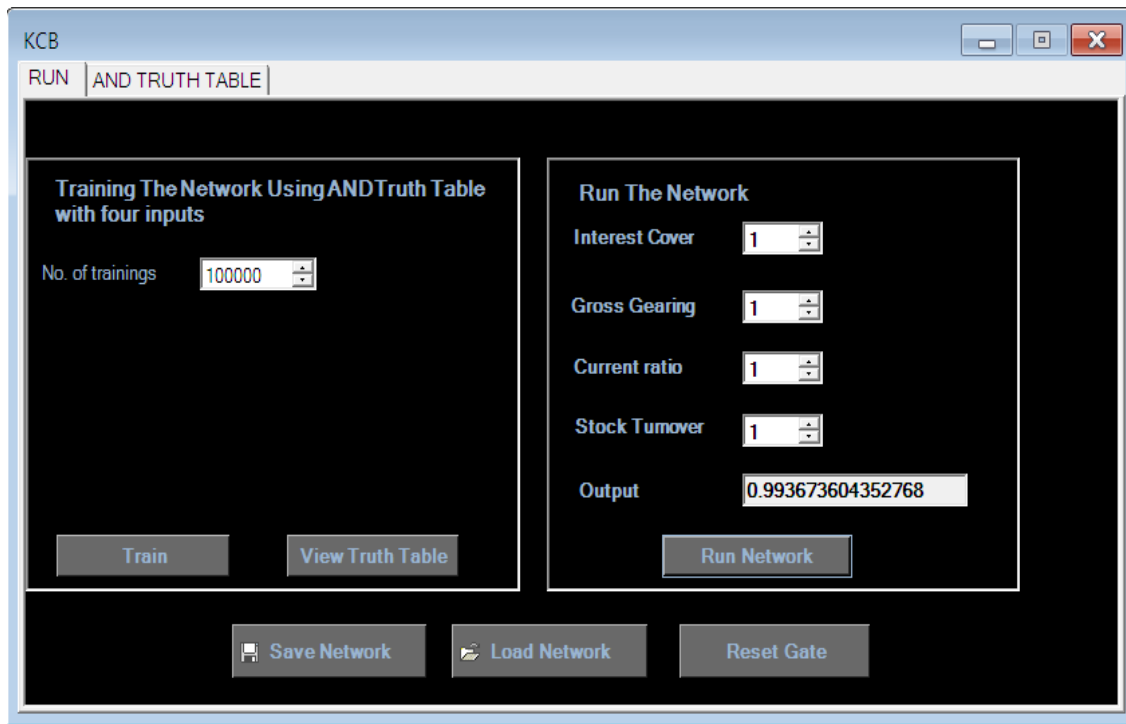 KCB
RUN
AND TRUTH TABLE
Training The Network Using ANDTruth Table
with four inputs
No. of trainings
100000
Train
View Truth Table
Run The Network
Interest Cover
1
Gross Gearing
1
Current ratio
1
Stock Turnover
1
Output
0.993673604352768
Run Network
Save Network
Load Network
Reset Gate